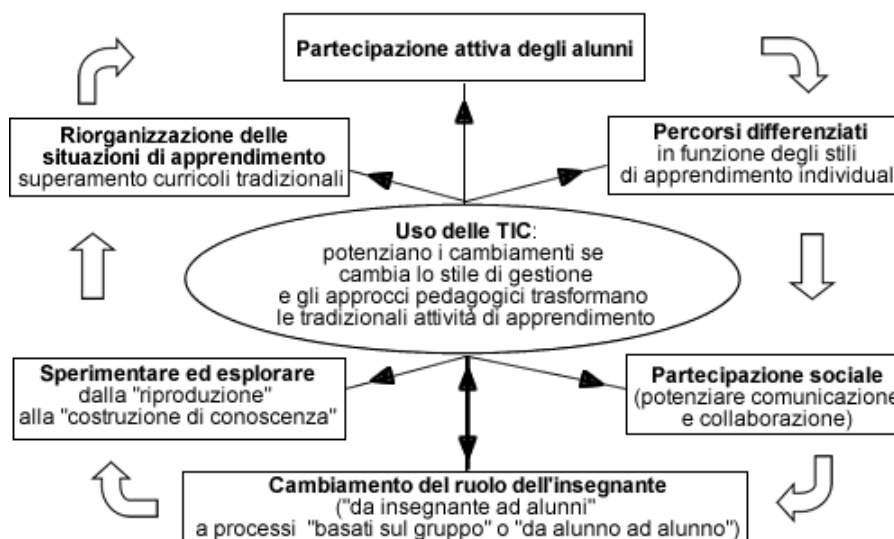 Partecipazione attiva degli alunni
Riorganizzazione delle
situazioni di apprendimento
superamento curricoli tradizionali
Percorsi differenziati
in funzione degli stili
di apprendimento individual
Uso delle TIC:
potenziano i cambiamenti se
cambia lo stile di gestione
e gli approcci pedagogici trasformano
le tradizionali attività di apprendimento
Sperimentare ed esplorare
dalla "riproduzione"
alla "costruzione di conoscenza"
Partecipazione sociale
(potenziare comunicazione
e collaborazione)
Cambiamento del ruolo dell'insegnante
("da insegnante ad alunni"
a processi "basati sul gruppo" o "da alunno ad alunno")